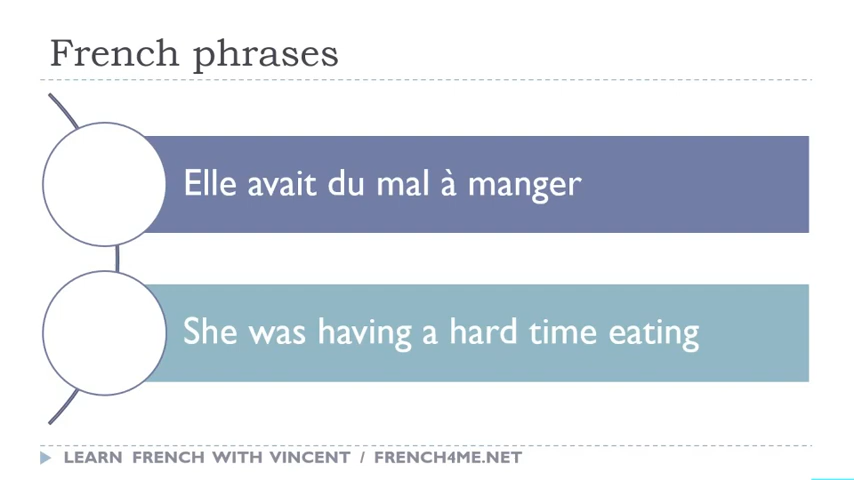 French phrases
Elle avait du mal à manger
She was having a hard time eating
LEARN FRENCH WITH VINCENT / FRENCH4ME.NET